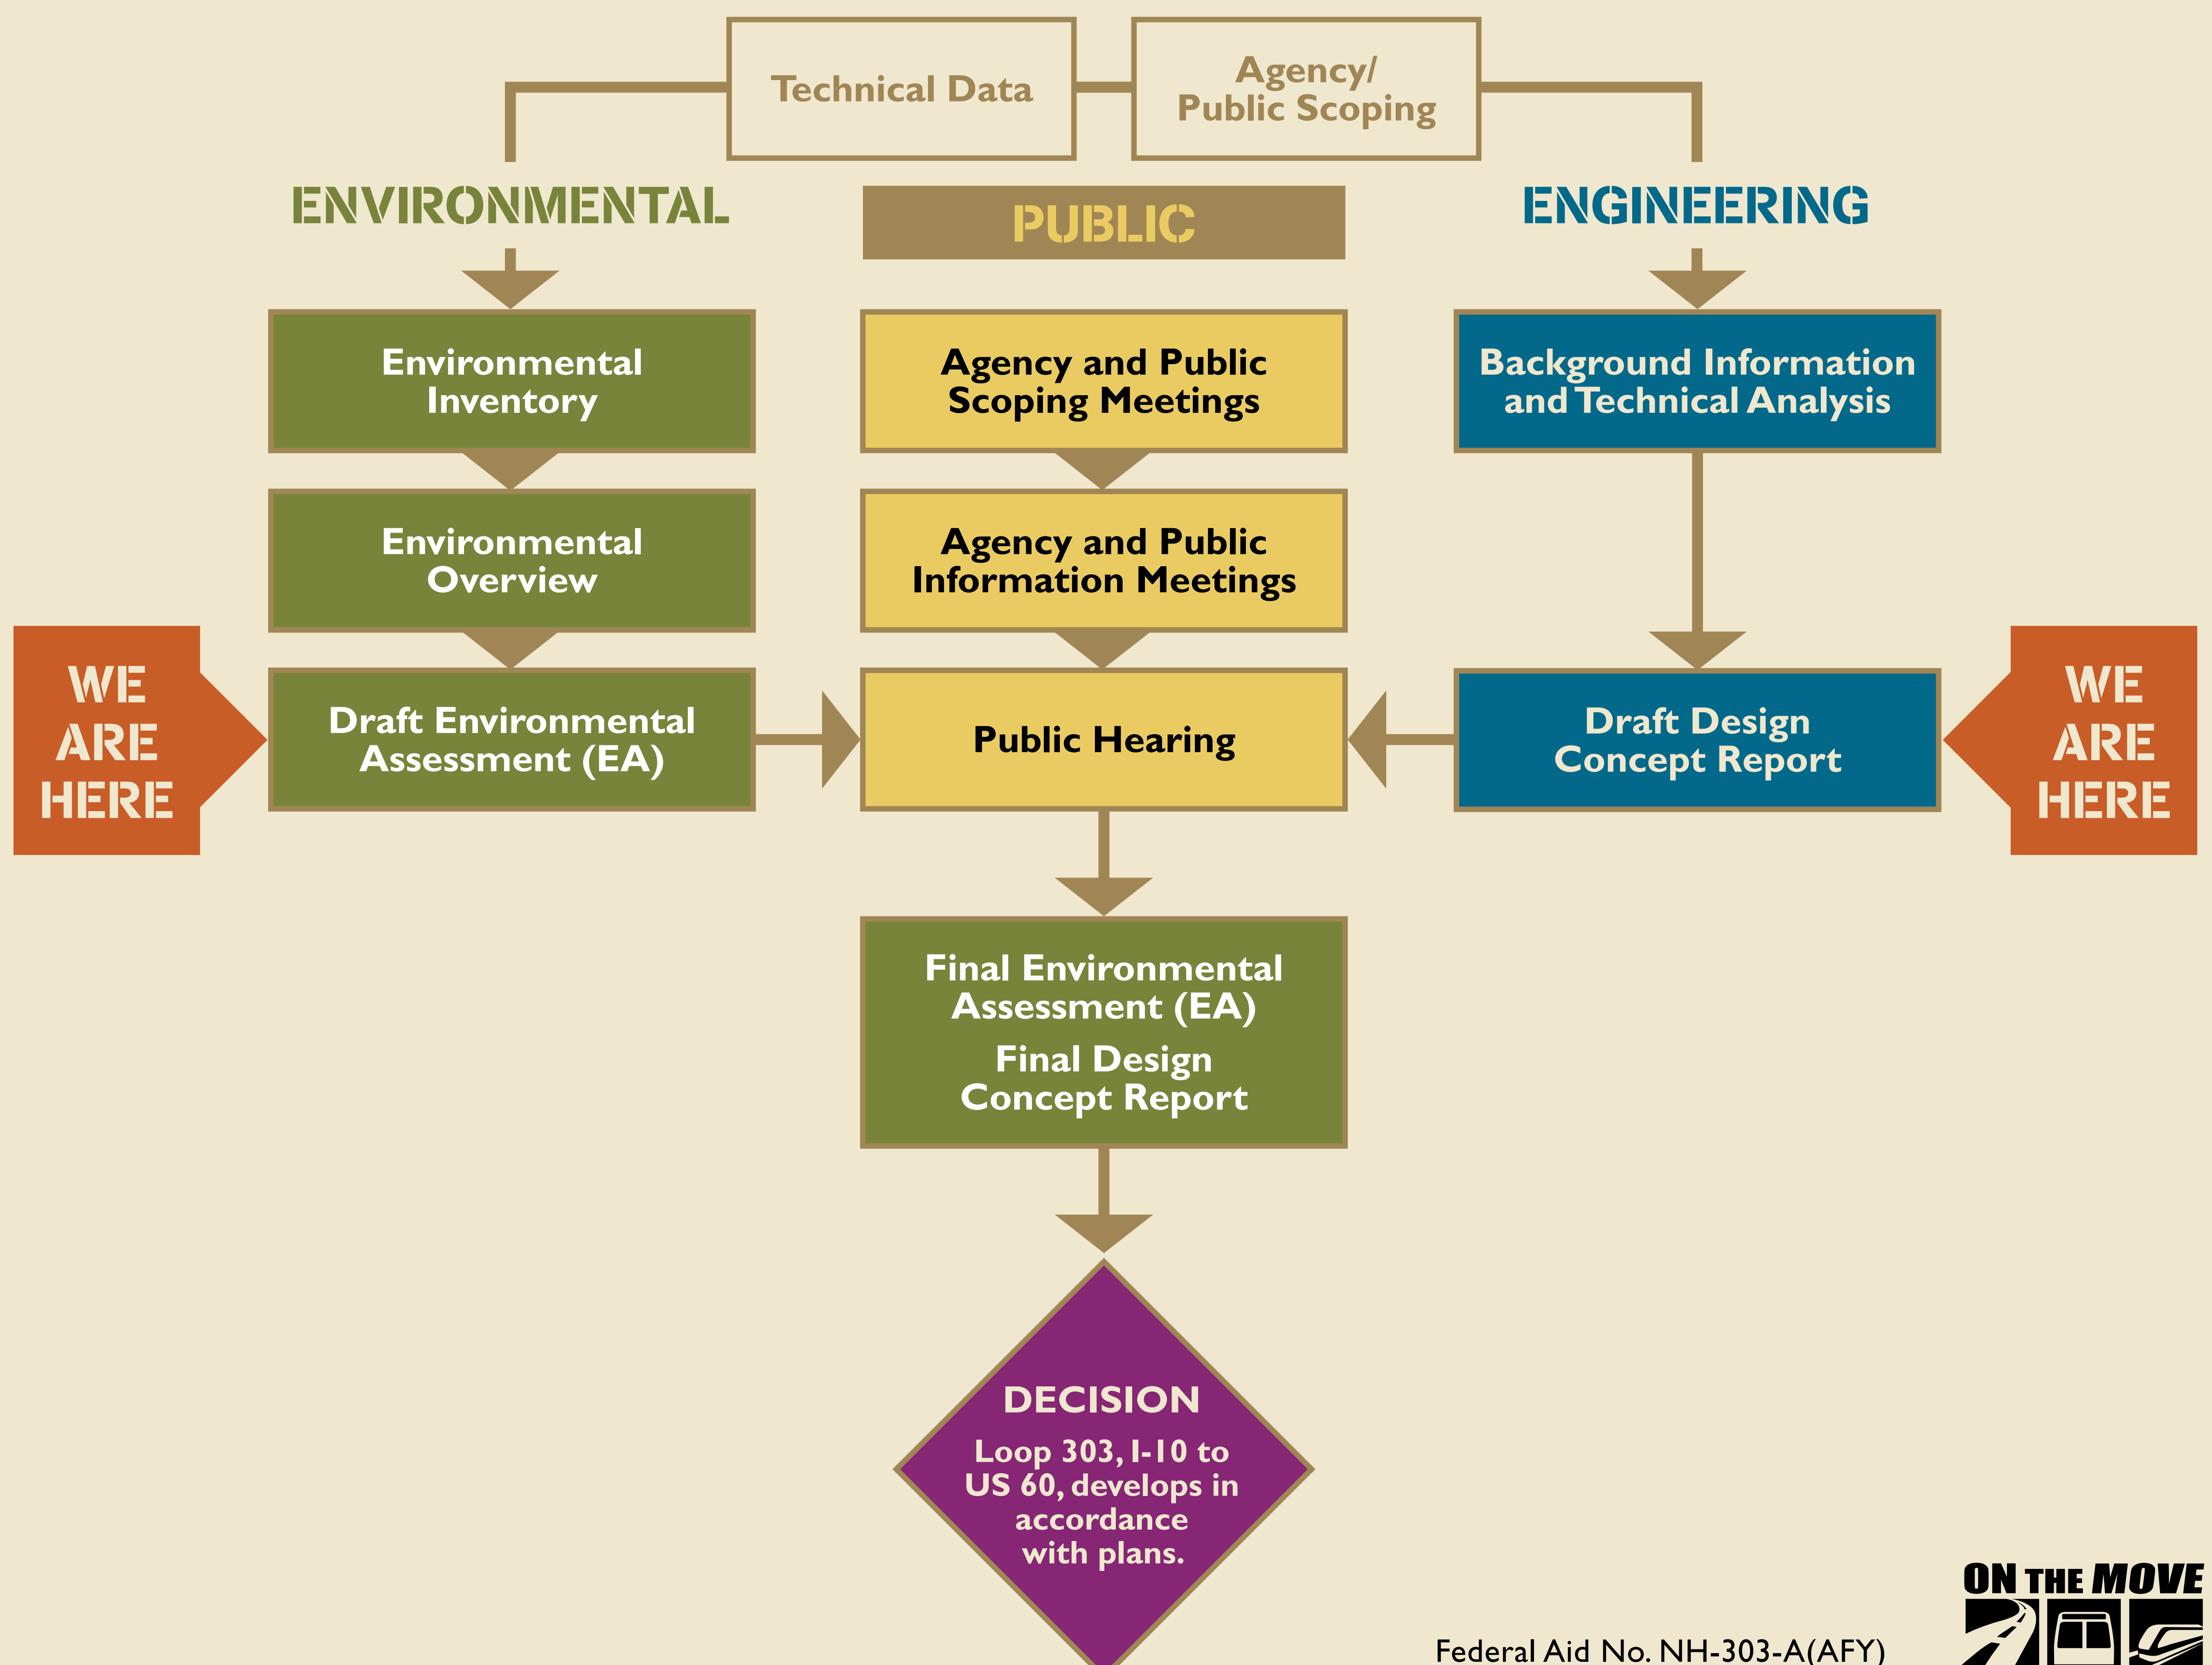 Technical Data
Agency/
Public Scoping
ENVIRONMENTAL
PUBLIC
ENGINEERING
Environmental
Inventory
Agency and Public
Scoping Meetings
Background Information
and Technical Analysis
Environmental
Overview
Agency and Public
Information Meetings
WE
ARE
HERE
Draft Environmental
Assessment (EA)
Public Hearing
Draft Design
Concept Report
WE
ARE
HERE
Final Environmental
Assessment (EA)
Final Design
Concept Report
DECISION
Loop 303, I-10 to
US 60, develops in
accordance
with plans.
ON THE MOVE
Federal Aid No. NH-303-A(AFY)